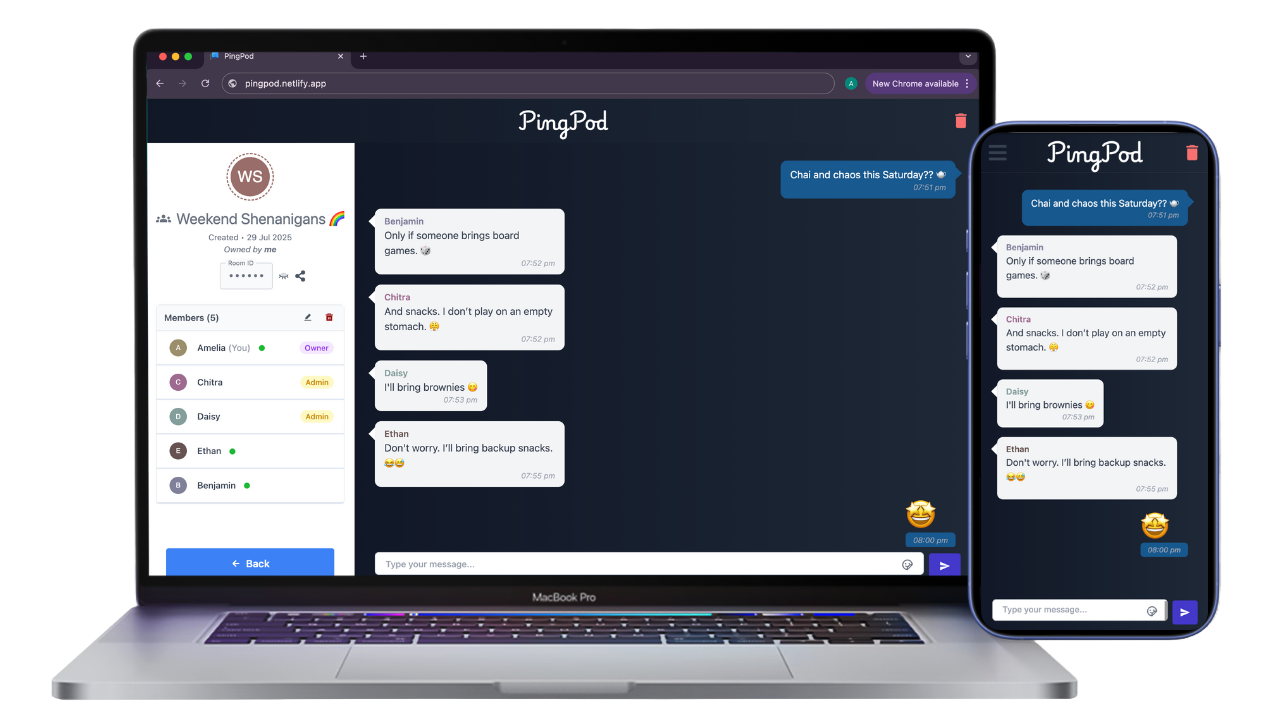 PingPod
pingpod.netlify.app
A
New Chrome available
PingPod
WS
Weekend Shenanigans 🌈
Created • 29 Jul 2025
Owned by me
Room ID
••••••
Members (5)
A Amelia (You) Owner
C Chitra Admin
D Daisy Admin
E Ethan
B Benjamin
← Back
Chai and chaos this Saturday?? 🍲
07:51 pm
Benjamin
Only if someone brings board
games. 🎲
07:52 pm
Chitra
And snacks. I don't play on an empty
stomach. 😤
07:52 pm
Daisy
I'll bring brownies 😋
07:53 pm
Ethan
Don't worry. I'll bring backup snacks.
😂😅
07:55 pm
🤩
08:00 pm
Type your message...
MacBook Pro
PingPod
Chai and chaos this Saturday?? 🍲
07:51 pm
Benjamin
Only if someone brings board
games. 🎲
07:52 pm
Chitra
And snacks. I don't play on an empty
stomach. 😤
07:52 pm
Daisy
I'll bring brownies 😋
07:53 pm
Ethan
Don't worry. I'll bring backup snacks.
😂😅
07:55 pm
🤩
08:00 pm
Type your message...